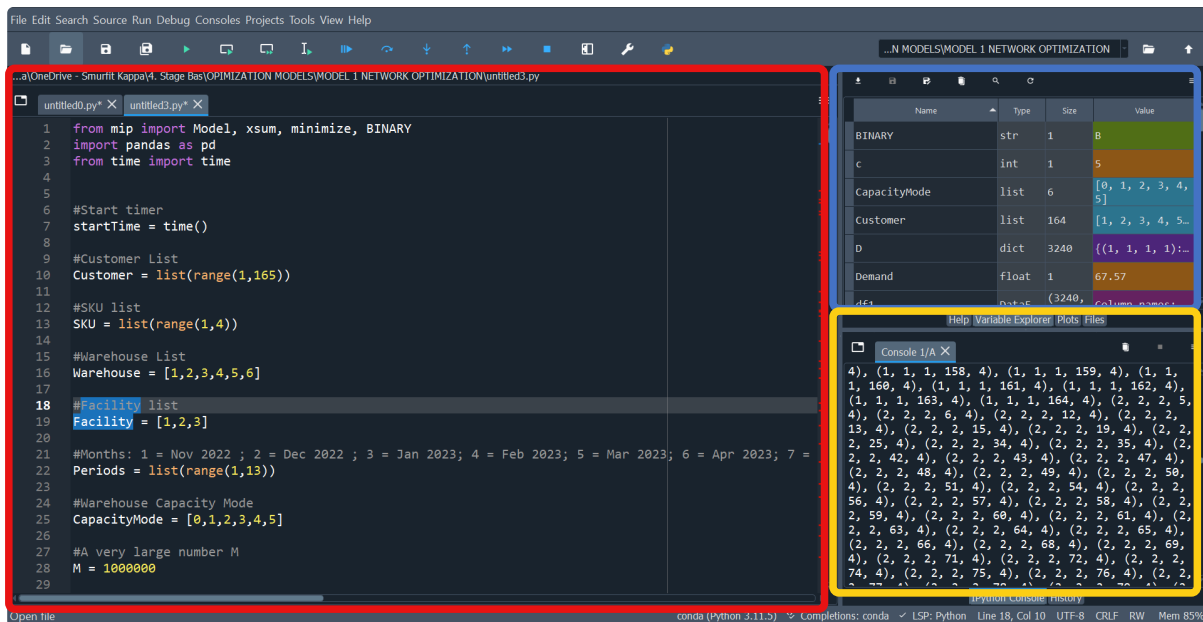 File Edit Search Source Run Debug Consoles Projects Tools View Help
...N MODELS\MODEL 1 NETWORK OPTIMIZATION
...a\OneDrive - Smurfit Kappa\4. Stage Bas\OPIMIZATION MODELS\MODEL 1 NETWORK OPTIMIZATION\untitled3.py
untitled0.py* untitled3.py*
1 from mip import Model, xsum, minimize, BINARY
2 import pandas as pd
3 from time import time
4
5
6 #Start timer
7 startTime = time()
8
9 #Customer List
10 Customer = list(range(1,165))
11
12 #SKU list
13 SKU = list(range(1,4))
14
15 #Warehouse List
16 Warehouse = [1,2,3,4,5,6]
17
18 #Facility list
19 Facility = [1,2,3]
20
21 #Months: 1 = Nov 2022 ; 2 = Dec 2022 ; 3 = Jan 2023; 4 = Feb 2023; 5 = Mar 2023; 6 = Apr 2023; 7 =
22 Periods = list(range(1,13))
23
24 #Warehouse Capacity Mode
25 CapacityMode = [0,1,2,3,4,5]
26
27 #A very large number M
28 M = 1000000
29
Name Type Size Value
BINARY str 1 B
c int 1 5
CapacityMode list 6 [0, 1, 2, 3, 4,
5]
Customer list 164 [1, 2, 3, 4, 5…
D dict 3240 {(1, 1, 1, 1):…
Demand float 1 67.57
df1 (3240, Column names:
Help Variable Explorer Plots Files
Console 1/A
4), (1, 1, 1, 158, 4), (1, 1, 1, 159, 4), (1, 1,
1, 160, 4), (1, 1, 1, 161, 4), (1, 1, 1, 162, 4),
(1, 1, 1, 163, 4), (1, 1, 1, 164, 4), (2, 2, 2, 5,
4), (2, 2, 2, 6, 4), (2, 2, 2, 12, 4), (2, 2, 2,
13, 4), (2, 2, 2, 15, 4), (2, 2, 2, 19, 4), (2, 2,
2, 25, 4), (2, 2, 2, 34, 4), (2, 2, 2, 35, 4), (2,
2, 2, 42, 4), (2, 2, 2, 43, 4), (2, 2, 2, 47, 4),
(2, 2, 2, 48, 4), (2, 2, 2, 49, 4), (2, 2, 2, 50,
4), (2, 2, 2, 51, 4), (2, 2, 2, 54, 4), (2, 2, 2,
56, 4), (2, 2, 2, 57, 4), (2, 2, 2, 58, 4), (2, 2,
2, 59, 4), (2, 2, 2, 60, 4), (2, 2, 2, 61, 4), (2,
2, 2, 63, 4), (2, 2, 2, 64, 4), (2, 2, 2, 65, 4),
(2, 2, 2, 66, 4), (2, 2, 2, 68, 4), (2, 2, 2, 69,
4), (2, 2, 2, 71, 4), (2, 2, 2, 72, 4), (2, 2, 2,
74, 4), (2, 2, 2, 75, 4), (2, 2, 2, 76, 4), (2, 2,
IPython Console History
Open file conda (Python 3.11.5) Completions: conda LSP: Python Line 18, Col 10 UTF-8 CRLF RW Mem 85%